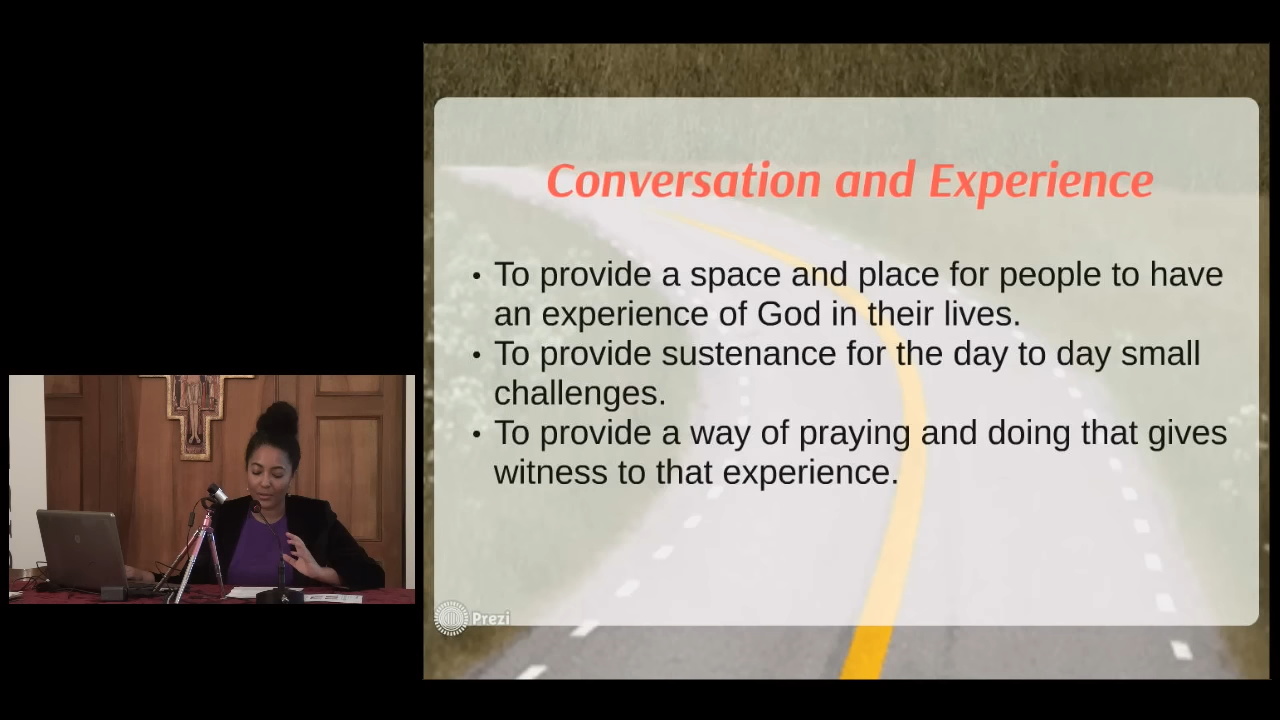 Conversation and Experience
• To provide a space and place for people to have
an experience of God in their lives.
• To provide sustenance for the day to day small
challenges.
• To provide a way of praying and doing that gives
witness to that experience.
Prezi